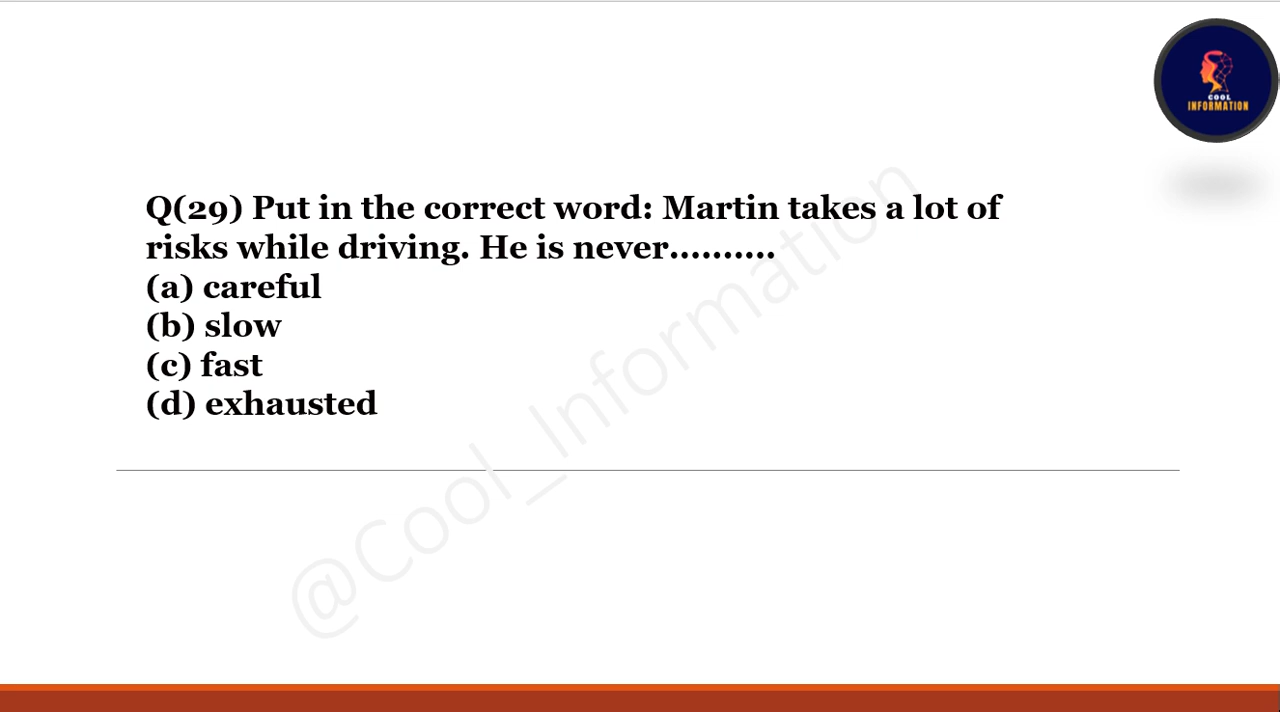 COOL
INFORMATION
Q(29) Put in the correct word: Martin takes a lot of
risks while driving. He is never..........
(a) careful
(b) slow
(c) fast
(d) exhausted
@Cool_Information